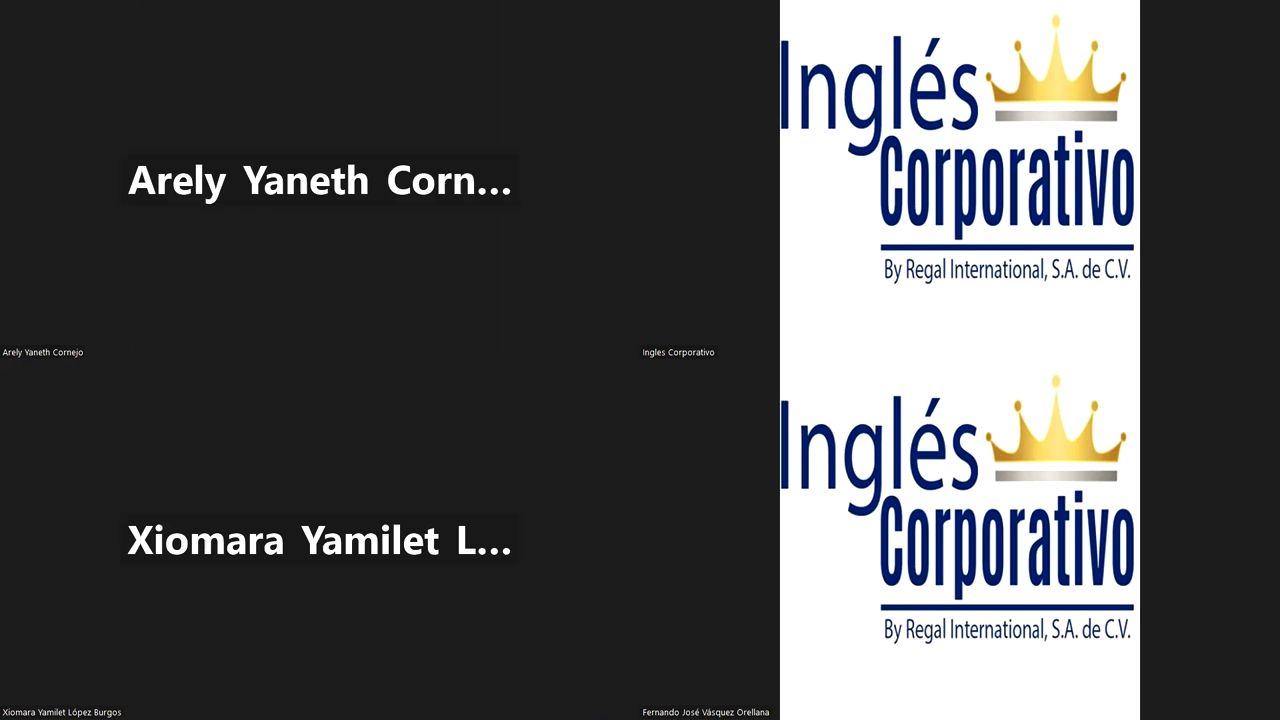 Arely Yaneth Corn...
Arely Yaneth Cornejo
Inglés
Corporativo
By Regal International, S.A. de C.V.
Ingles Corporativo
Xiomara Yamilet L...
Xiomara Yamilet López Burgos
Inglés
Corporativo
By Regal International, S.A. de C.V.
Fernando José Vásquez Orellana